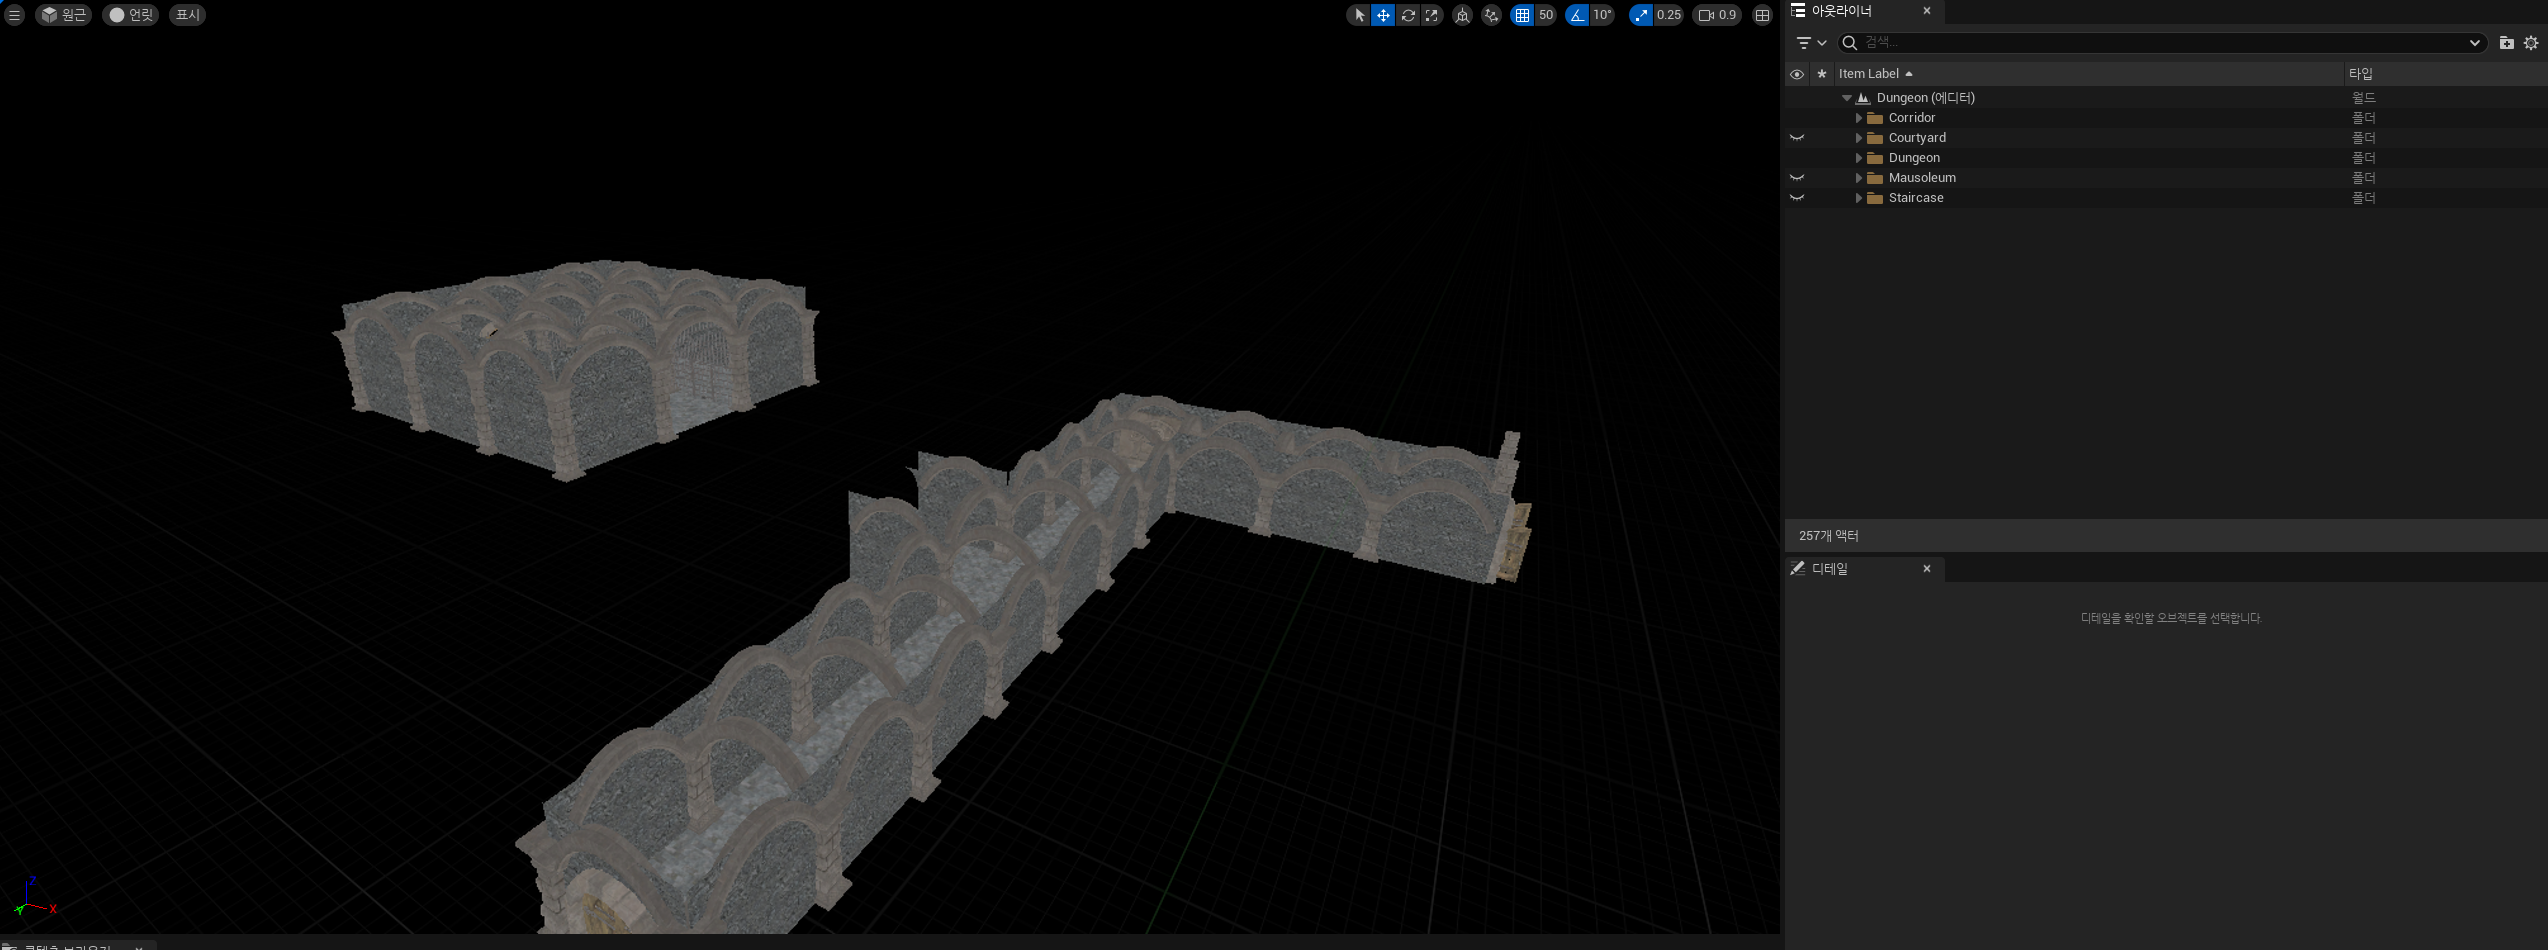 원근 언릿 표시
50 10° 0.25 0.9
아웃라이너
검색...
Item Label 타입
Dungeon (에디터) 월드
Corridor 폴더
Courtyard 폴더
Dungeon 폴더
Mausoleum 폴더
Staircase 폴더
257개 액터
디테일
디테일을 확인할 오브젝트를 선택합니다.
Z
Y X